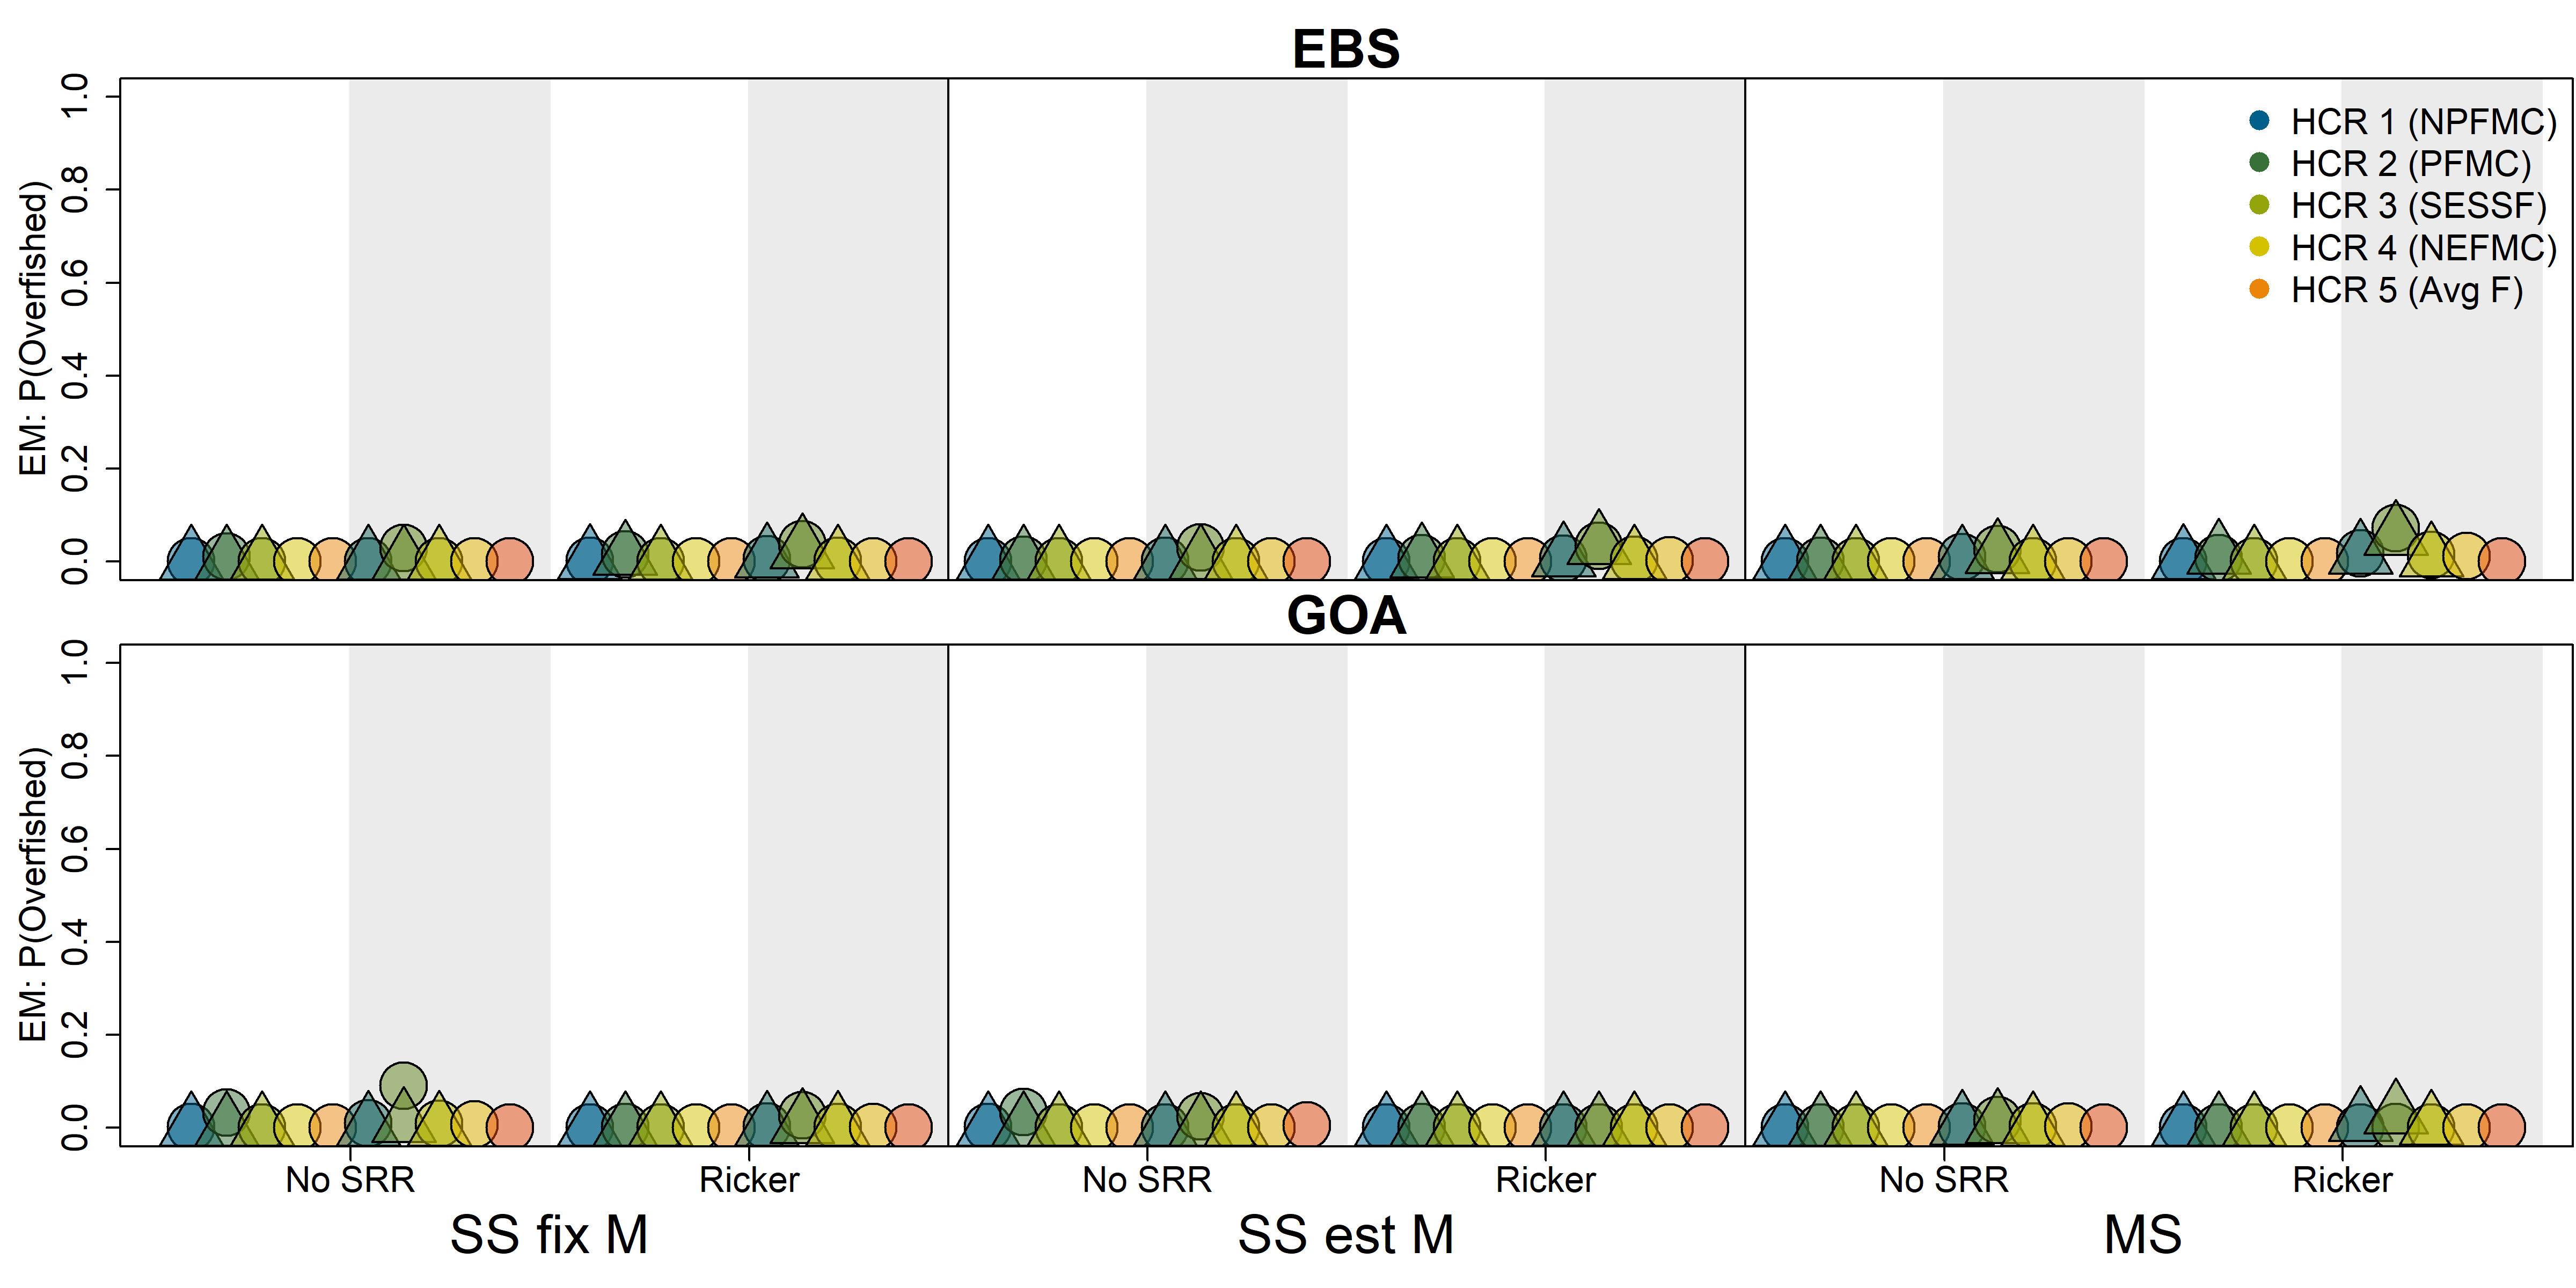 EBS
EM: P(Overfished)
1.0
0.8
0.6
0.4
0.2
0.0
HCR 1 (NPFMC)
HCR 2 (PFMC)
HCR 3 (SESSF)
HCR 4 (NEFMC)
HCR 5 (Avg F)
GOA
EM: P(Overfished)
1.0
0.8
0.6
0.4
0.2
0.0
No SRR Ricker No SRR Ricker No SRR Ricker
SS fix M SS est M MS